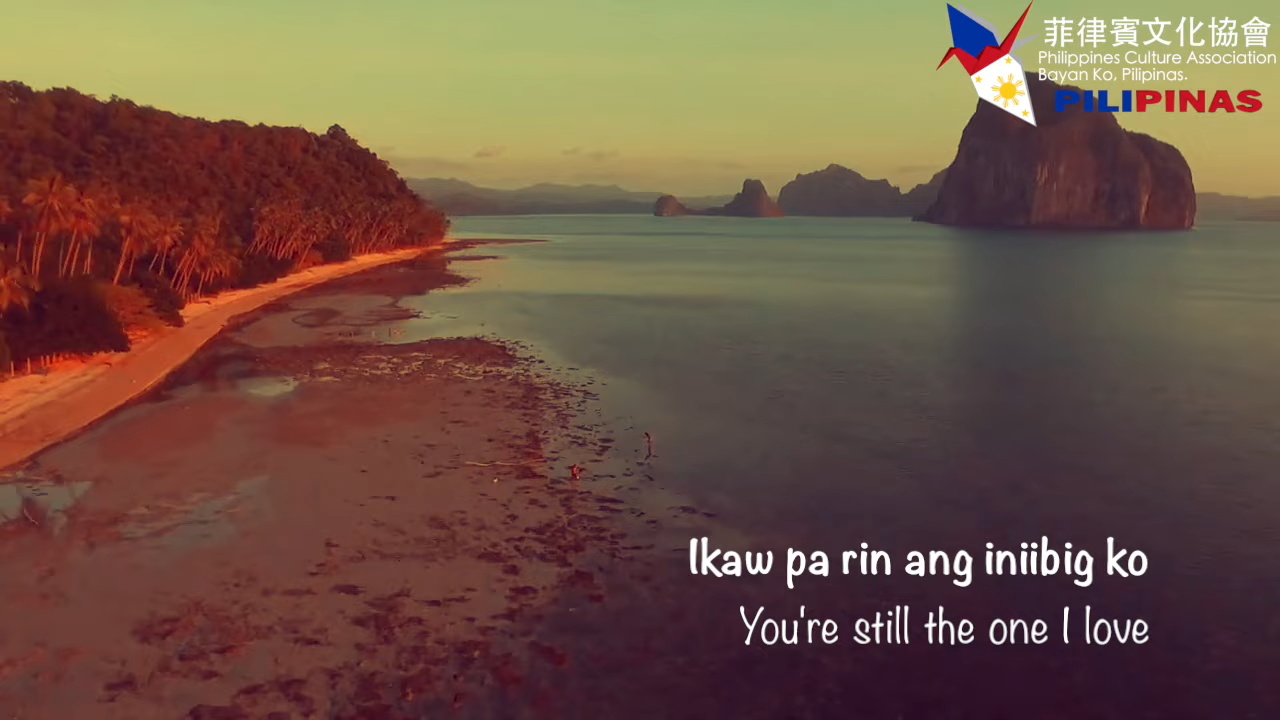 菲律賓文化協會
Philippines Culture Association
Bayan Ko, Pilipinas.
PILIPINAS
Ikaw pa rin ang iniibig ko
You're still the one I love